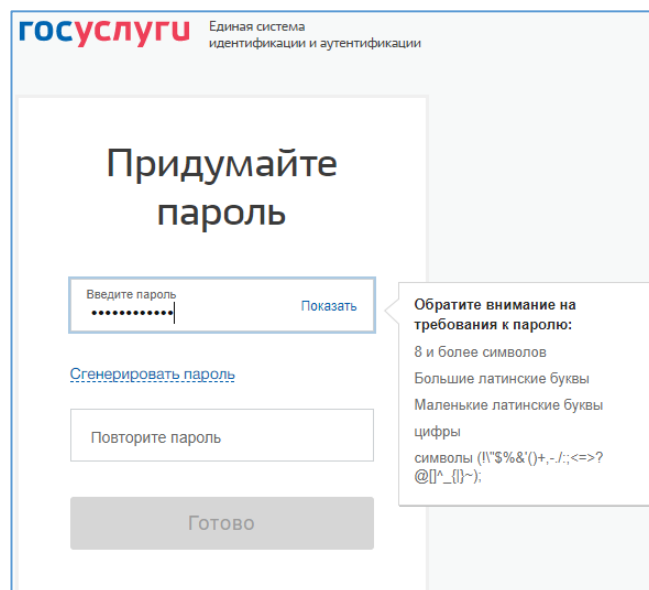 госуслуги
Единая система
идентификации и аутентификации
Придумайте
пароль
Введите пароль
••••••••••••
Показать
Сгенерировать пароль
Повторите пароль
Готово
Обратите внимание на
требования к паролю:
8 и более символов
Большие латинские буквы
Маленькие латинские буквы
цифры
символы (!\"$%&'()+,-./:;<=>?
@[]^_{|}~);